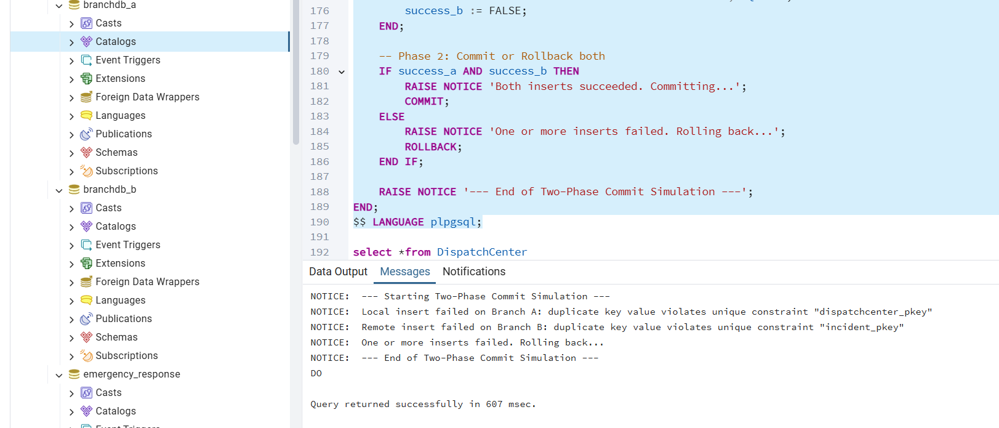 branchdb_a
Casts
Catalogs
Event Triggers
Extensions
Foreign Data Wrappers
Languages
Publications
Schemas
Subscriptions
branchdb_b
Casts
Catalogs
Event Triggers
Extensions
Foreign Data Wrappers
Languages
Publications
Schemas
Subscriptions
emergency_response
Casts
Catalogs
Event Triggers
176 success_b := FALSE;
177 END;
178
179 -- Phase 2: Commit or Rollback both
180 IF success_a AND success_b THEN
181 RAISE NOTICE 'Both inserts succeeded. Committing...';
182 COMMIT;
183 ELSE
184 RAISE NOTICE 'One or more inserts failed. Rolling back...';
185 ROLLBACK;
186 END IF;
187
188 RAISE NOTICE '--- End of Two-Phase Commit Simulation ---';
189 END;
190 $$ LANGUAGE plpgsql;
191
192 select *from DispatchCenter
Data Output Messages Notifications
NOTICE: --- Starting Two-Phase Commit Simulation ---
NOTICE: Local insert failed on Branch A: duplicate key value violates unique constraint "dispatchcenter_pkey"
NOTICE: Remote insert failed on Branch B: duplicate key value violates unique constraint "incident_pkey"
NOTICE: One or more inserts failed. Rolling back...
NOTICE: --- End of Two-Phase Commit Simulation ---
DO
Query returned successfully in 607 msec.